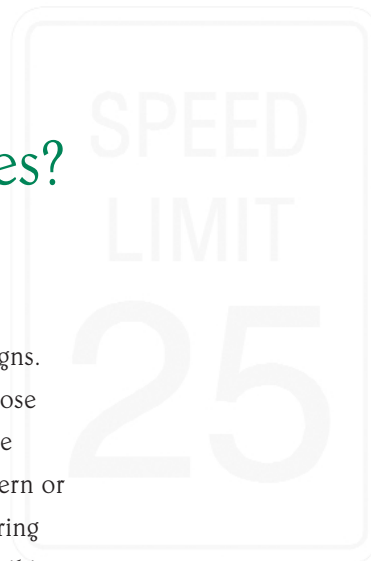 SPEED
LIMIT
25
es?
gns.
ose
e
ern or
ring